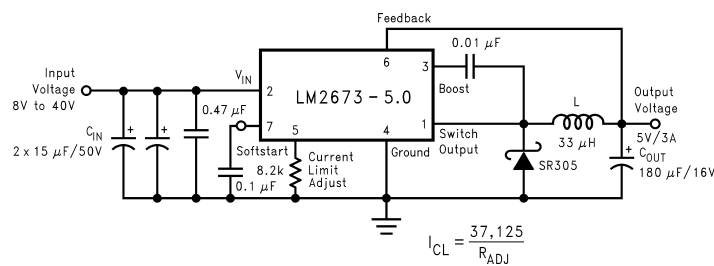 Feedback
Input
Voltage
8V to 40V
V_IN
C_IN
2 x 15 μF/50V
0.47 μF
Softstart
0.1 μF
2
7
5
6
4
3
1
LM2673 – 5.0
8.2k
Current
Limit
Adjust
Ground
0.01 μF
Boost
Switch
Output
L
33 μH
SR305
Output
Voltage
5V/3A
C_OUT
180 μF/16V
+
+
+
I_CL = 37,125 / R_ADJ